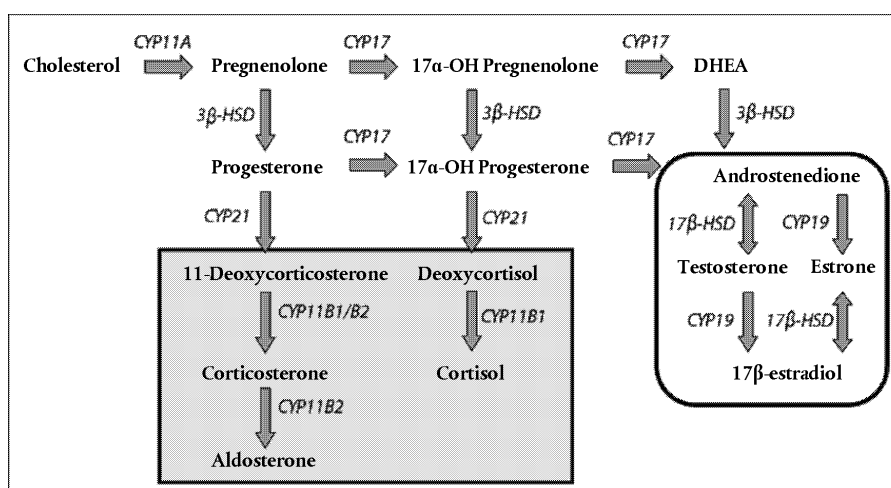 CYP11A CYP17 CYP17
Cholesterol Pregnenolone 17α-OH Pregnenolone DHEA
3β-HSD 3β-HSD 3β-HSD
CYP17 CYP17
Progesterone 17α-OH Progesterone
Androstenedione
CYP21 CYP21 17β-HSD CYP19
11-Deoxycorticosterone Deoxycortisol Testosterone Estrone
CYP11B1/B2 CYP11B1 CYP19 17β-HSD
Corticosterone Cortisol 17β-estradiol
CYP11B2
Aldosterone